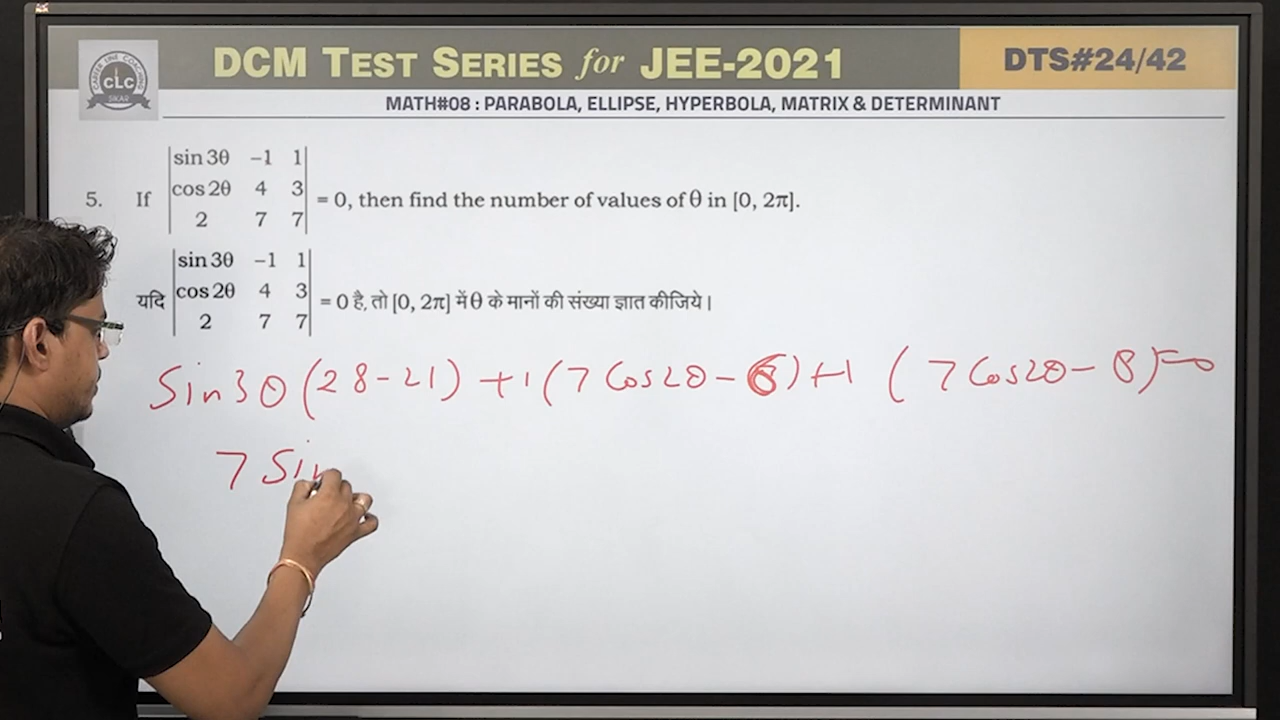 DCM TEST SERIES for JEE-2021
DTS#24/42
CLC
SIKAR
MATH#08 : PARABOLA, ELLIPSE, HYPERBOLA, MATRIX & DETERMINANT
sin 3θ −1 1
5. If cos 2θ 4 3 = 0, then find the number of values of θ in [0, 2π].
2 7 7
sin 3θ −1 1
यदि cos 2θ 4 3 = 0 है, तो [0, 2π] में θ के मानों की संख्या ज्ञात कीजिये।
2 7 7
Sin3θ (28-21) +1(7 Cos2θ - 6) +1 (7 Cos2θ - 8)=0
7 Sin